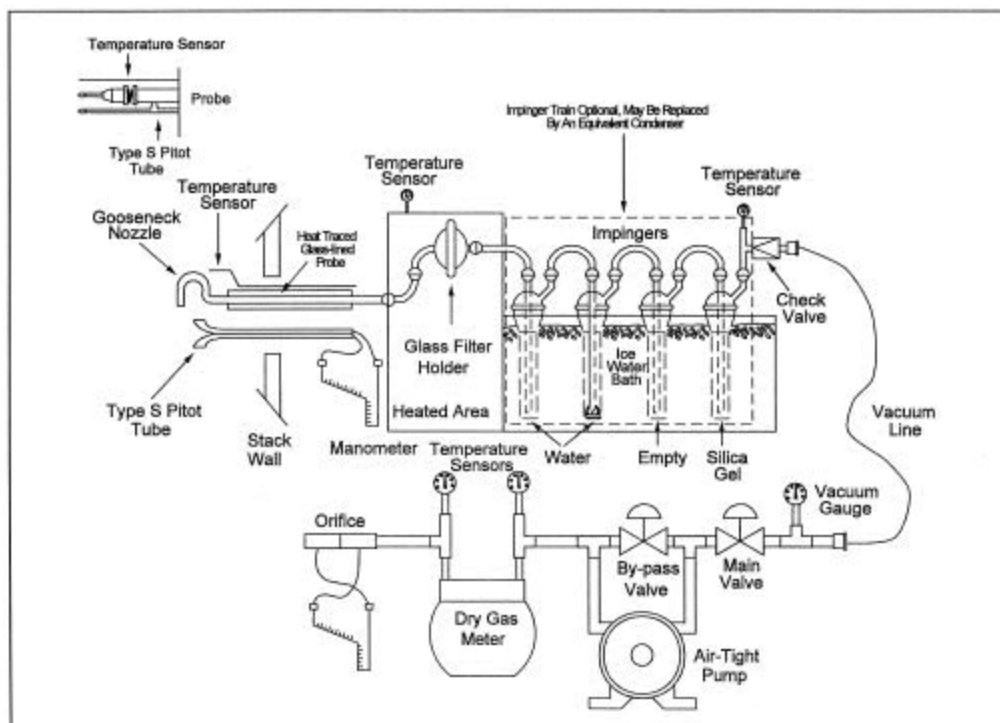 Temperature Sensor
Probe
Type S Pitot
Tube
Impinger Train Optional, May Be Replaced
By An Equivalent Condenser
Temperature
Sensor
Temperature
Sensor
Temperature
Sensor
Gooseneck
Nozzle
Heat Traced
Glass-lined
Probe
Impingers
Check
Valve
Glass Filter
Holder
Ice
Water
Bath
Heated Area
Type S Pitot
Tube
Stack
Wall
Manometer
Water
Empty
Silica
Gel
Vacuum
Line
Temperature
Sensors
Vacuum
Gauge
Orifice
By-pass
Valve
Main
Valve
Dry Gas
Meter
Air-Tight
Pump